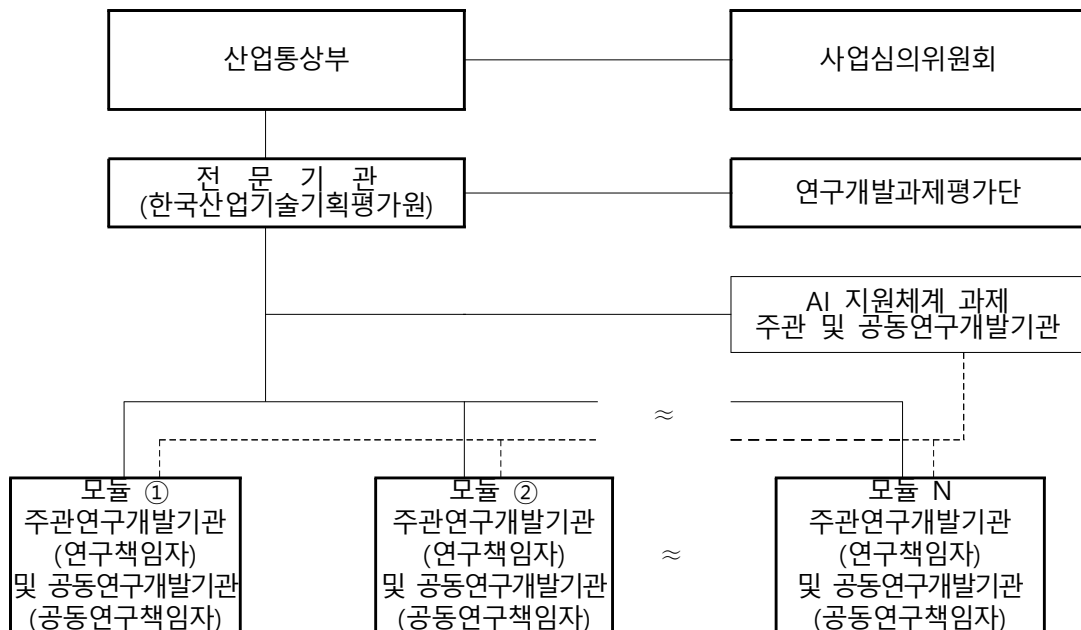 산업통상부
사업심의위원회
전 문 기 관
(한국산업기술기획평가원)
연구개발과제평가단
AI 지원체계 과제
주관 및 공동연구개발기관
≈
모듈 ①
주관연구개발기관
(연구책임자)
및 공동연구개발기관
(공동연구책임자)
모듈 ②
주관연구개발기관
(연구책임자)
및 공동연구개발기관
(공동연구책임자)
≈
모듈 N
주관연구개발기관
(연구책임자)
및 공동연구개발기관
(공동연구책임자)